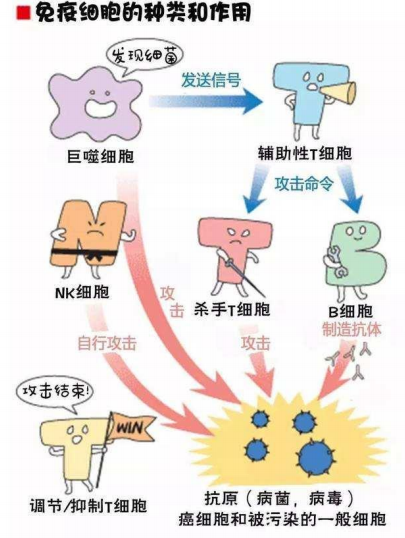 ■免疫细胞的种类和作用
发现细菌
发送信号
巨噬细胞
辅助性T细胞
攻击命令
N
NK细胞
攻击
杀手T细胞
B
B细胞
制造抗体
自行攻击
攻击
攻击结束!
WIN
调节/抑制T细胞
抗原（病菌，病毒）
癌细胞和被污染的一般细胞